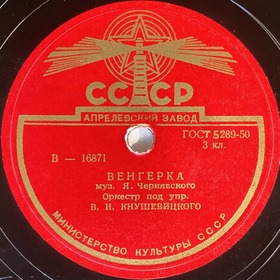 СССР
АПРЕЛЕВСКИЙ ЗАВОД
ГОСТ 5289-50
3 кл.
В — 16871
ВЕНГЕРКА
муз. Я. Чернявского
Оркестр под упр.
В. Н. КНУШЕВИЦКОГО
МИНИСТЕРСТВО КУЛЬТУРЫ СССР